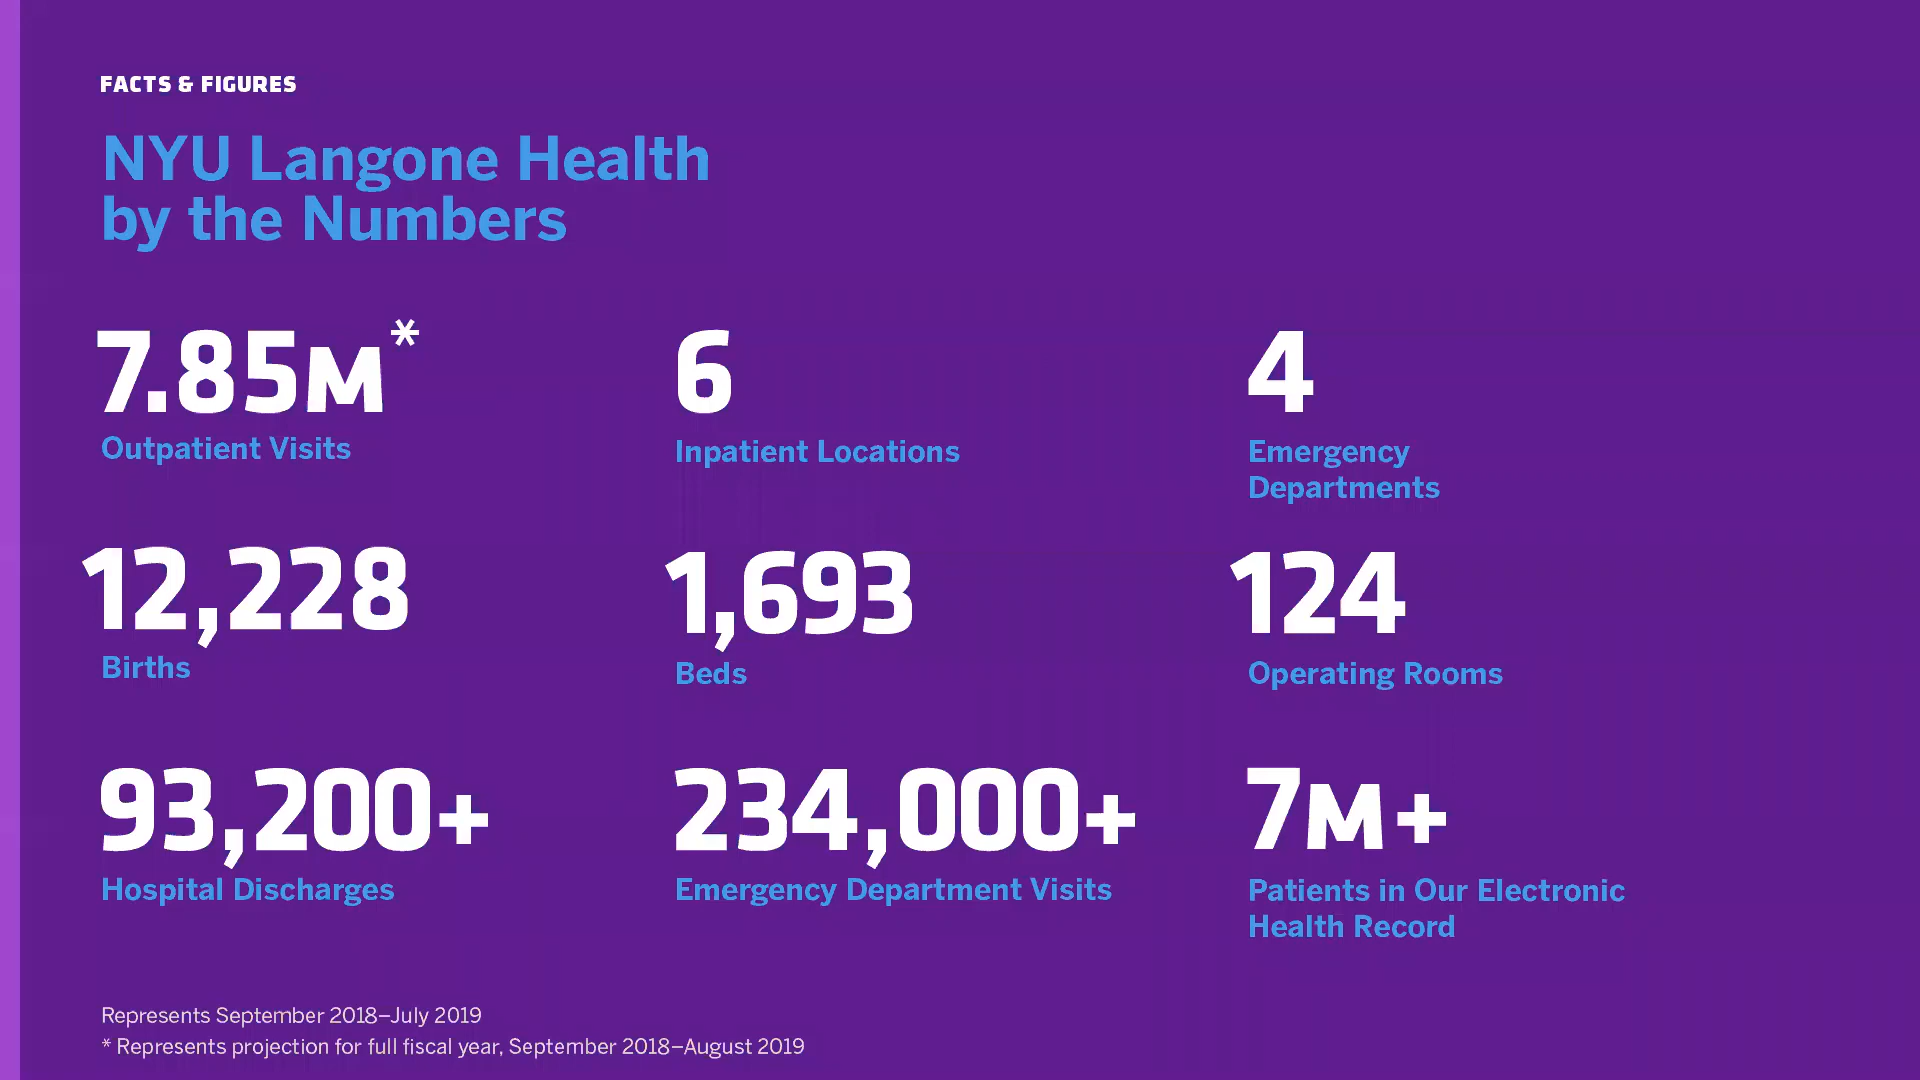 FACTS & FIGURES
NYU Langone Health
by the Numbers
7.85M*
Outpatient Visits
6
Inpatient Locations
4
Emergency
Departments
12,228
Births
1,693
Beds
124
Operating Rooms
93,200+
Hospital Discharges
234,000+
Emergency Department Visits
7M+
Patients in Our Electronic
Health Record
Represents September 2018–July 2019
* Represents projection for full fiscal year, September 2018–August 2019